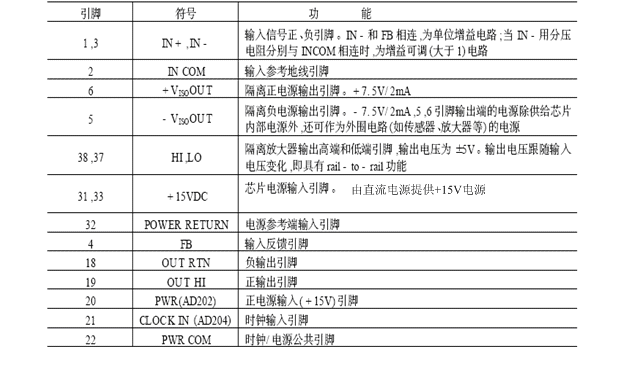 引脚 符号 功 能
1 ,3 IN + ,IN - 输入信号正、负引脚。IN - 和 FB 相连 ,为单位增益电路 ;当 IN - 用分压
电阻分别与 INCOM 相连时 ,为增益可调 (大于 1) 电路
2 IN COM 输入参考地线引脚
6 + VISOOUT 隔离正电源输出引脚。+ 7. 5V/ 2mA
5 - VISOOUT 隔离负电源输出引脚。- 7. 5V/ 2mA ,5 ,6 引脚输出端的电源除供给芯片
内部电源外 ,还可作为外围电路 (如传感器、放大器等) 的电源
38 ,37 HI ,LO 隔离放大器输出高端和低端引脚 ,输出电压为 ±5V。输出电压跟随输入
电压变化 ,即具有 rail - to - rail 功能
31 ,33 + 15VDC 芯片电源输入引脚。 由直流电源提供+15V电源
32 POWER RETURN 电源参考端输入引脚
4 FB 输入反馈引脚
18 OUT RTN 负输出引脚
19 OUT HI 正输出引脚
20 PWR(AD202) 正电源输入 ( + 15V) 引脚
21 CLOCK IN (AD204) 时钟输入引脚
22 PWR COM 时钟/ 电源公共引脚